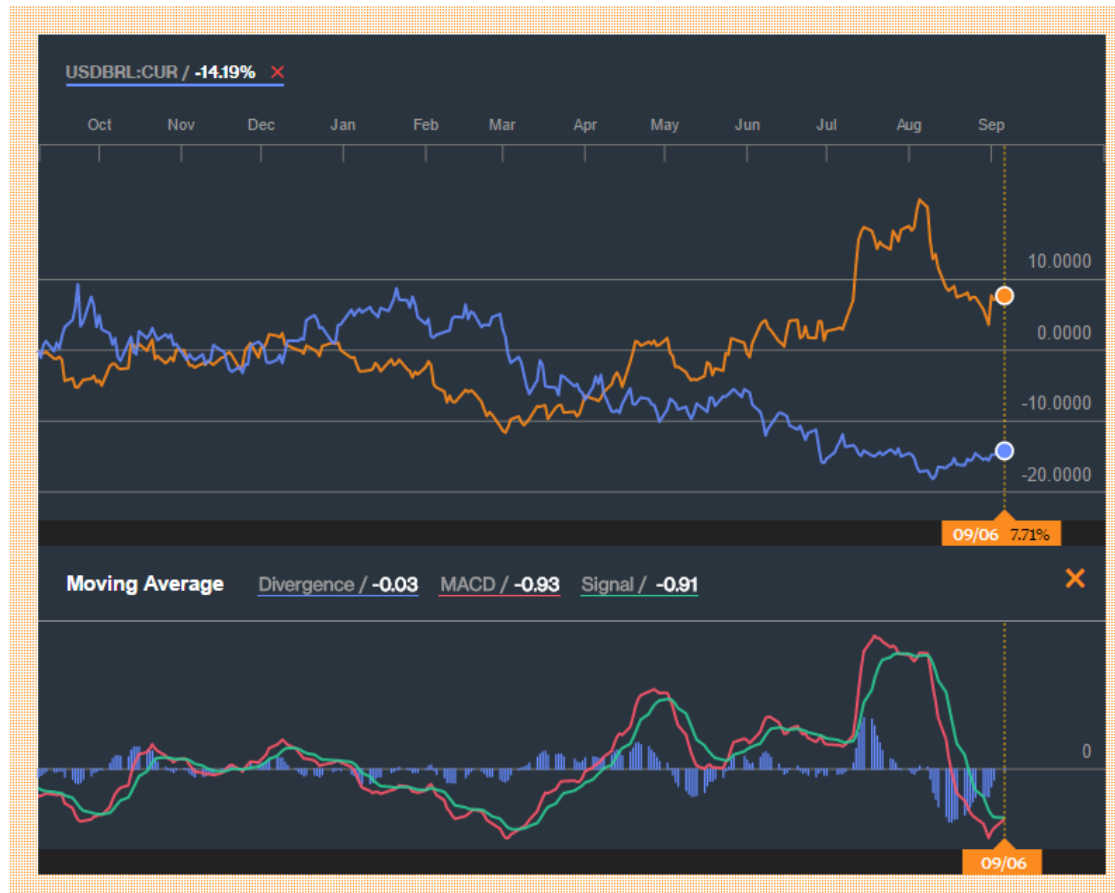 USDBRL:CUR / -14.19% ×
Oct Nov Dec Jan Feb Mar Apr May Jun Jul Aug Sep
10.0000
0.0000
-10.0000
-20.0000
09/06 7.71%
Moving Average Divergence / -0.03 MACD / -0.93 Signal / -0.91 ×
0
09/06